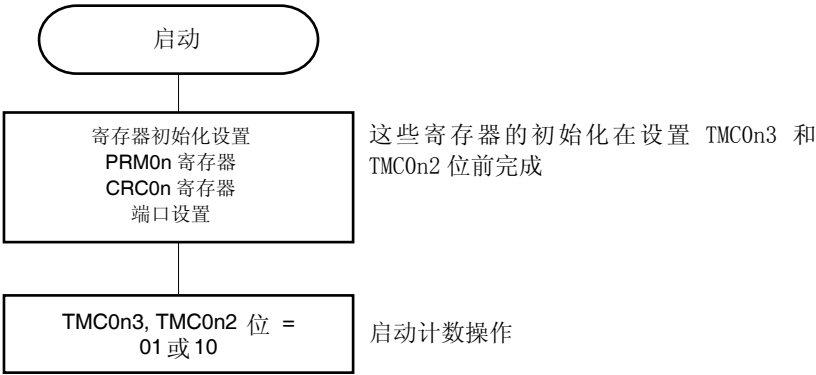 启动
寄存器初始化设置
PRM0n 寄存器
CRC0n 寄存器
端口设置
这些寄存器的初始化在设置 TMC0n3 和
TMC0n2 位前完成
TMC0n3, TMC0n2 位 =
01 或 10
启动计数操作